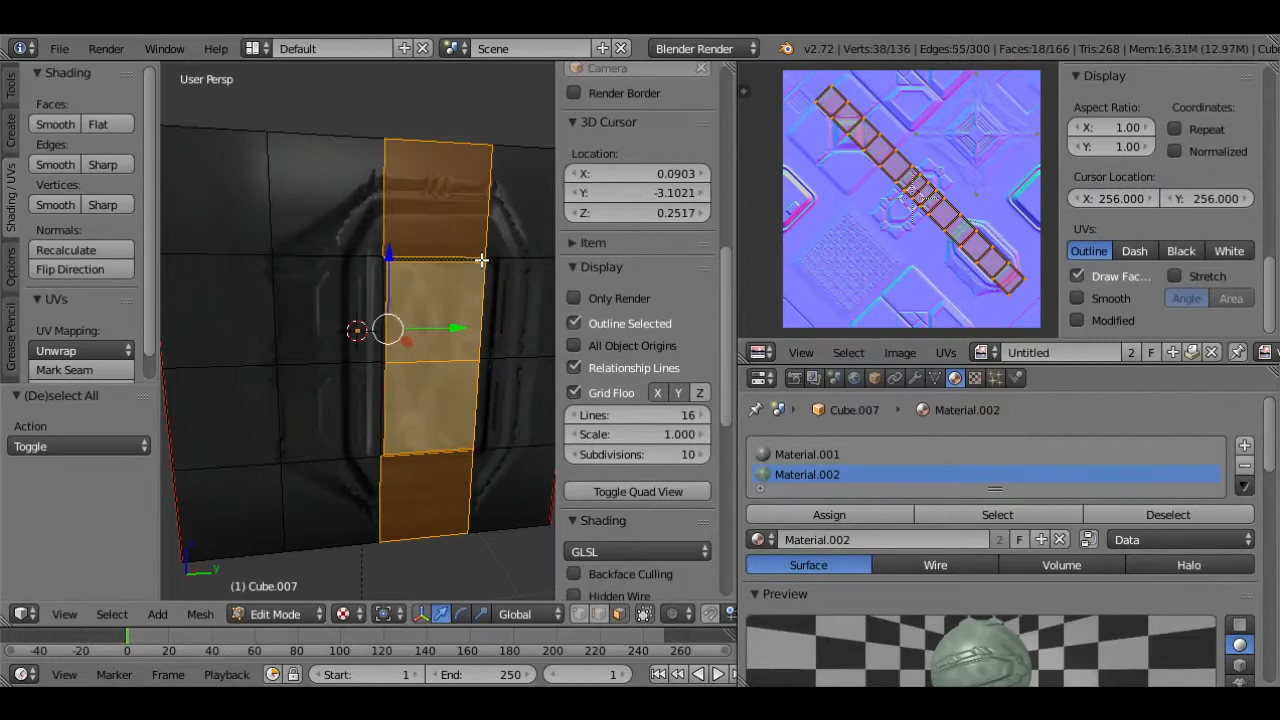 File Render Window Help Default Scene Blender Render v2.72 | Verts:38/136 | Edges:55/300 | Faces:18/166 | Tris:268 | Mem:16.31M (12.97M)
Tools
Create
Shading / UVs
Options
Grease Pencil
Shading
Faces:
Smooth Flat
Edges:
Smooth Sharp
Vertices:
Smooth Sharp
Normals:
Recalculate
Flip Direction
UVs
UV Mapping:
Unwrap
Mark Seam
(De)select All
Action
Toggle
User Persp
(1) Cube.007
Camera
Render Border
3D Cursor
Location:
X: 0.0903
Y: -3.1021
Z: 0.2517
Item
Display
Only Render
Outline Selected
All Object Origins
Relationship Lines
Grid Floo X Y Z
Lines: 16
Scale: 1.000
Subdivisions: 10
Toggle Quad View
Shading
GLSL
Backface Culling
Hidden Wire
View Select Add Mesh Edit Mode Global
-40 -20 0 20 40 60 80 100 120 140 160 180 200 220 240 260
View Marker Frame Playback Start: 1 End: 250 1
Display
Aspect Ratio: Coordinates:
X: 1.00 Repeat
Y: 1.00 Normalized
Cursor Location:
X: 256.000 Y: 256.000
UVs:
Outline Dash Black White
Draw Fac... Stretch
Smooth Angle Area
Modified
View Select Image UVs Untitled 2 F
Cube.007 Material.002
Material.001
Material.002
Assign Select Deselect
Material.002 2 F Data
Surface Wire Volume Halo
Preview